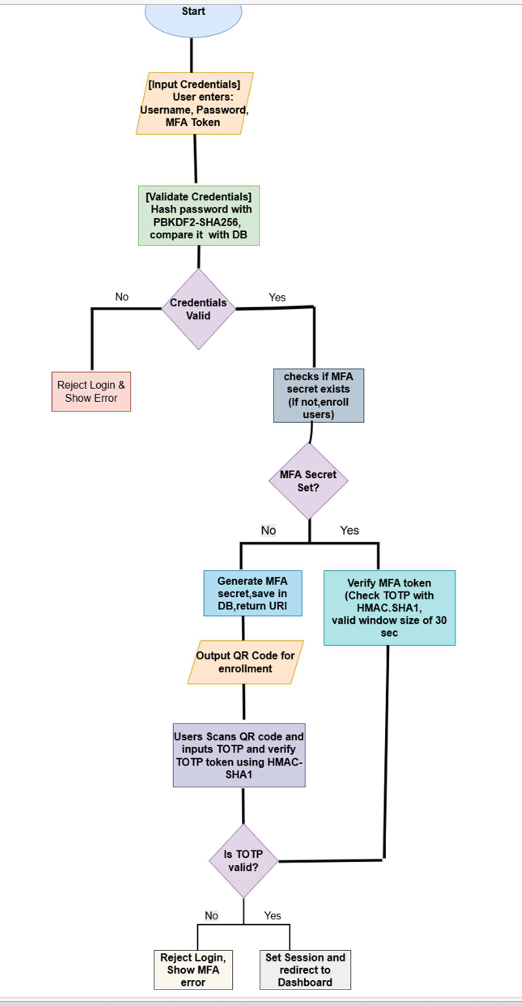 Start
[Input Credentials]
User enters:
Username, Password,
MFA Token
[Validate Credentials]
Hash password with
PBKDF2-SHA256,
compare it with DB
Credentials
Valid
No
Yes
Reject Login &
Show Error
checks if MFA
secret exists
(If not,enroll
users)
MFA Secret
Set?
No
Yes
Generate MFA
secret,save in
DB,return URI
Verify MFA token
(Check TOTP with
HMAC.SHA1,
valid window size of 30
sec
Output QR Code for
enrollment
Users Scans QR code and
inputs TOTP and verify
TOTP token using HMAC-
SHA1
Is TOTP
valid?
No
Yes
Reject Login,
Show MFA
error
Set Session and
redirect to
Dashboard